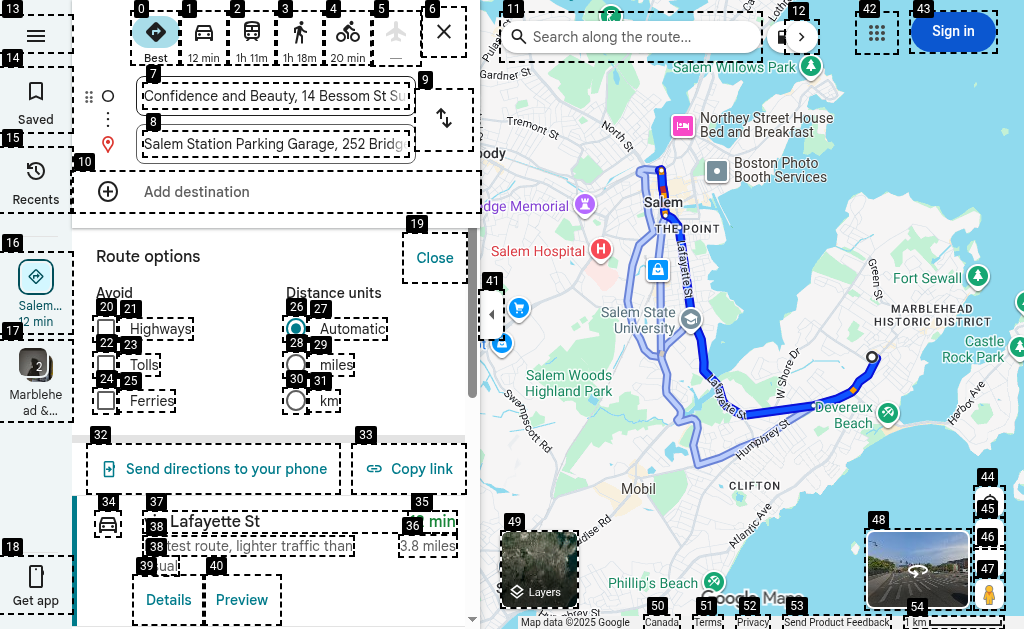 0
1
2
3
4
5
6
Best
12 min
1h 11m
1h 18m
20 min
—
7
Confidence and Beauty, 14 Bessom St Su
8
Salem Station Parking Garage, 252 Bridg
9
10
Add destination
13
14
Saved
15
Recents
16
Salem...
12 min
17
2
Marblehe
ad &...
18
Get app
Route options
19
Close
Avoid
Distance units
20
21
Highways
22
23
Tolls
24
25
Ferries
26
27
Automatic
28
29
miles
30
31
km
32
Send directions to your phone
33
Copy link
34
37
Lafayette St
35
min
38
test route, lighter traffic than
36
3.8 miles
38
sual
39
Details
40
Preview
41
11
Search along the route...
12
42
43
Sign in
Gardner St
Salem Willows Park
Tremont St
North St
Northey Street House
Bed and Breakfast
Boston Photo
Booth Services
body
dge Memorial
Salem
THE POINT
Salem Hospital
Lafayette St
Salem State
University
Green St
Fort Sewall
MARBLEHEAD
HISTORIC DISTRICT
Castle
Rock Park
Salem Woods
Highland Park
W Shore Dr
Lafayette St
Swampscott Rd
Devereux
Beach
Harbor Ave
Humphrey St
Mobil
CLIFTON
Atlantic Ave
Phillip's Beach
44
45
46
47
48
49
Layers
Google Maps
Map data ©2025 Google
50
Canada
51
Terms
52
Privacy
53
Send Product Feedback
54
1 km